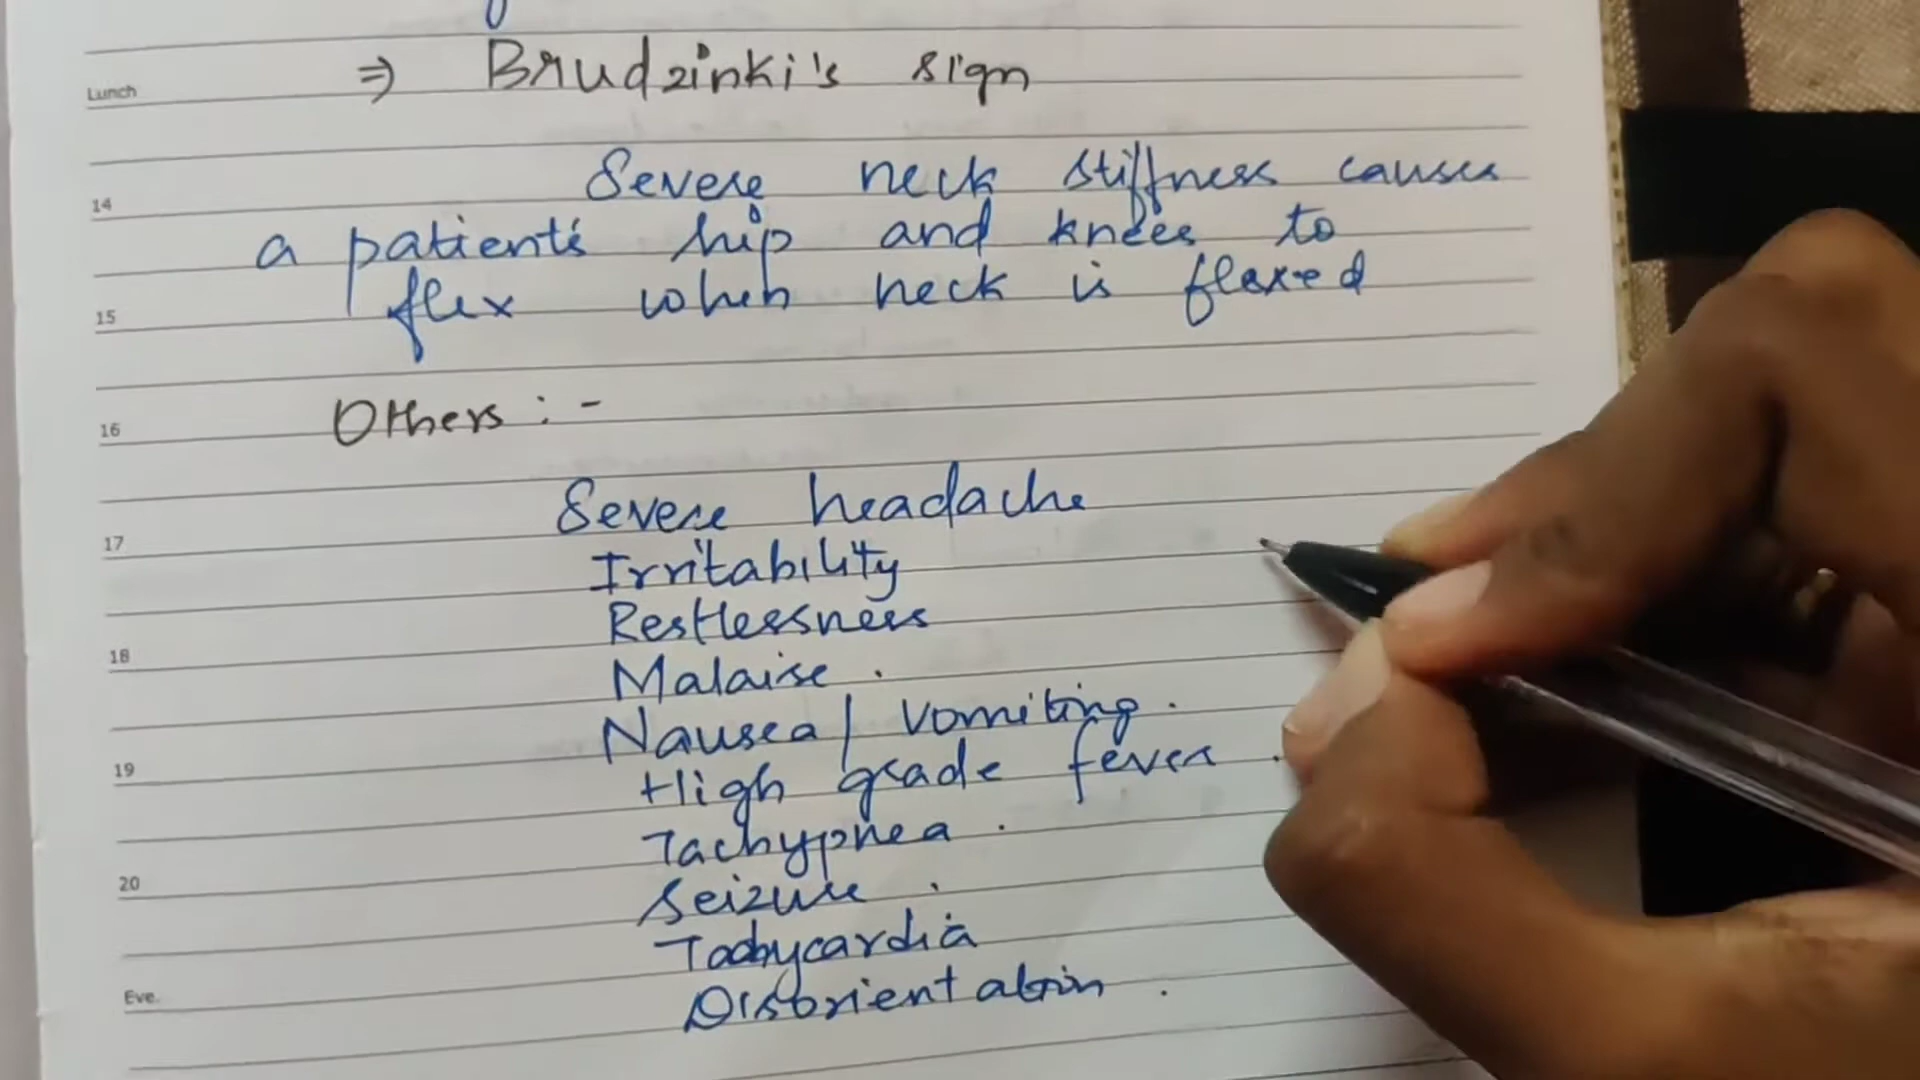 Lunch
⇒ Brudzinki's sign
Severe neck stiffness causes
14
a patient's hip and knees to
flex when neck is flexed
15
Others : -
16
Severe headache
17
Irritability
Restlessness
18
Malaise .
Nausea / Vomiting .
19
High grade fever .
Tachypnea .
20
Seizure .
Tachycardia
Eve.
Disorientation .